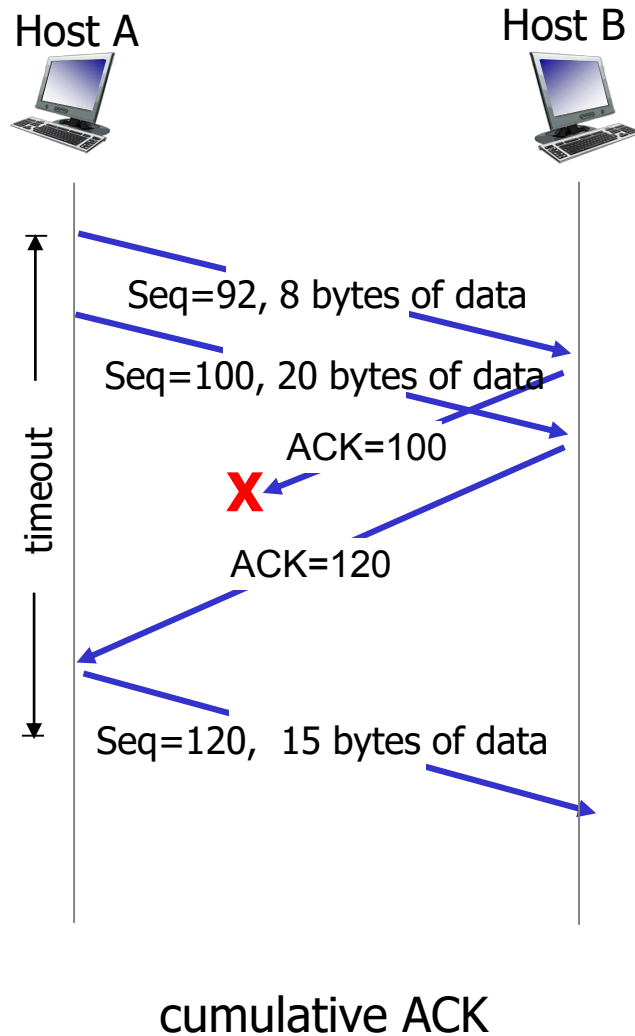 Host A
Host B
Seq=92, 8 bytes of data
Seq=100, 20 bytes of data
ACK=100
X
timeout
ACK=120
Seq=120, 15 bytes of data
cumulative ACK